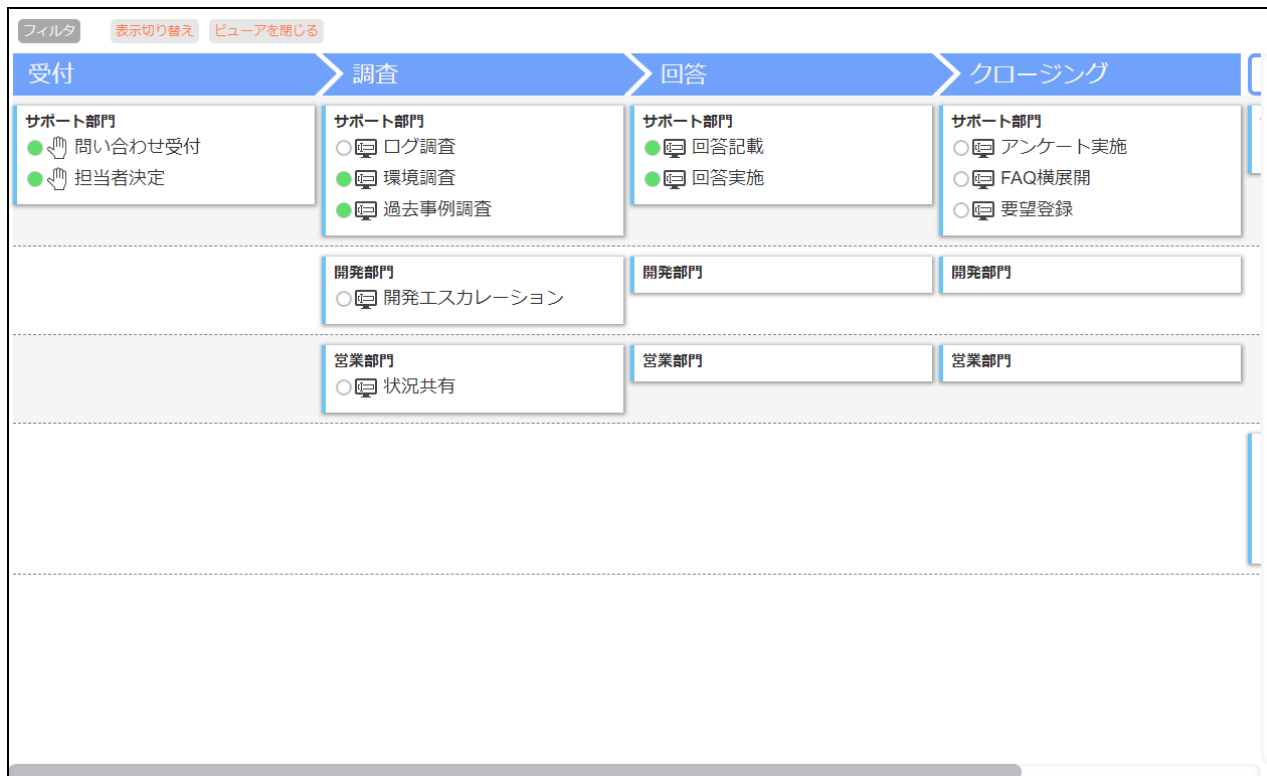 フィルタ 表示切り替え ビューアを閉じる
受付 調査 回答 クロージング
サポート部門
問い合わせ受付
担当者決定
サポート部門
ログ調査
環境調査
過去事例調査
サポート部門
回答記載
回答実施
サポート部門
アンケート実施
FAQ横展開
要望登録
開発部門
開発エスカレーション
開発部門
開発部門
営業部門
状況共有
営業部門
営業部門